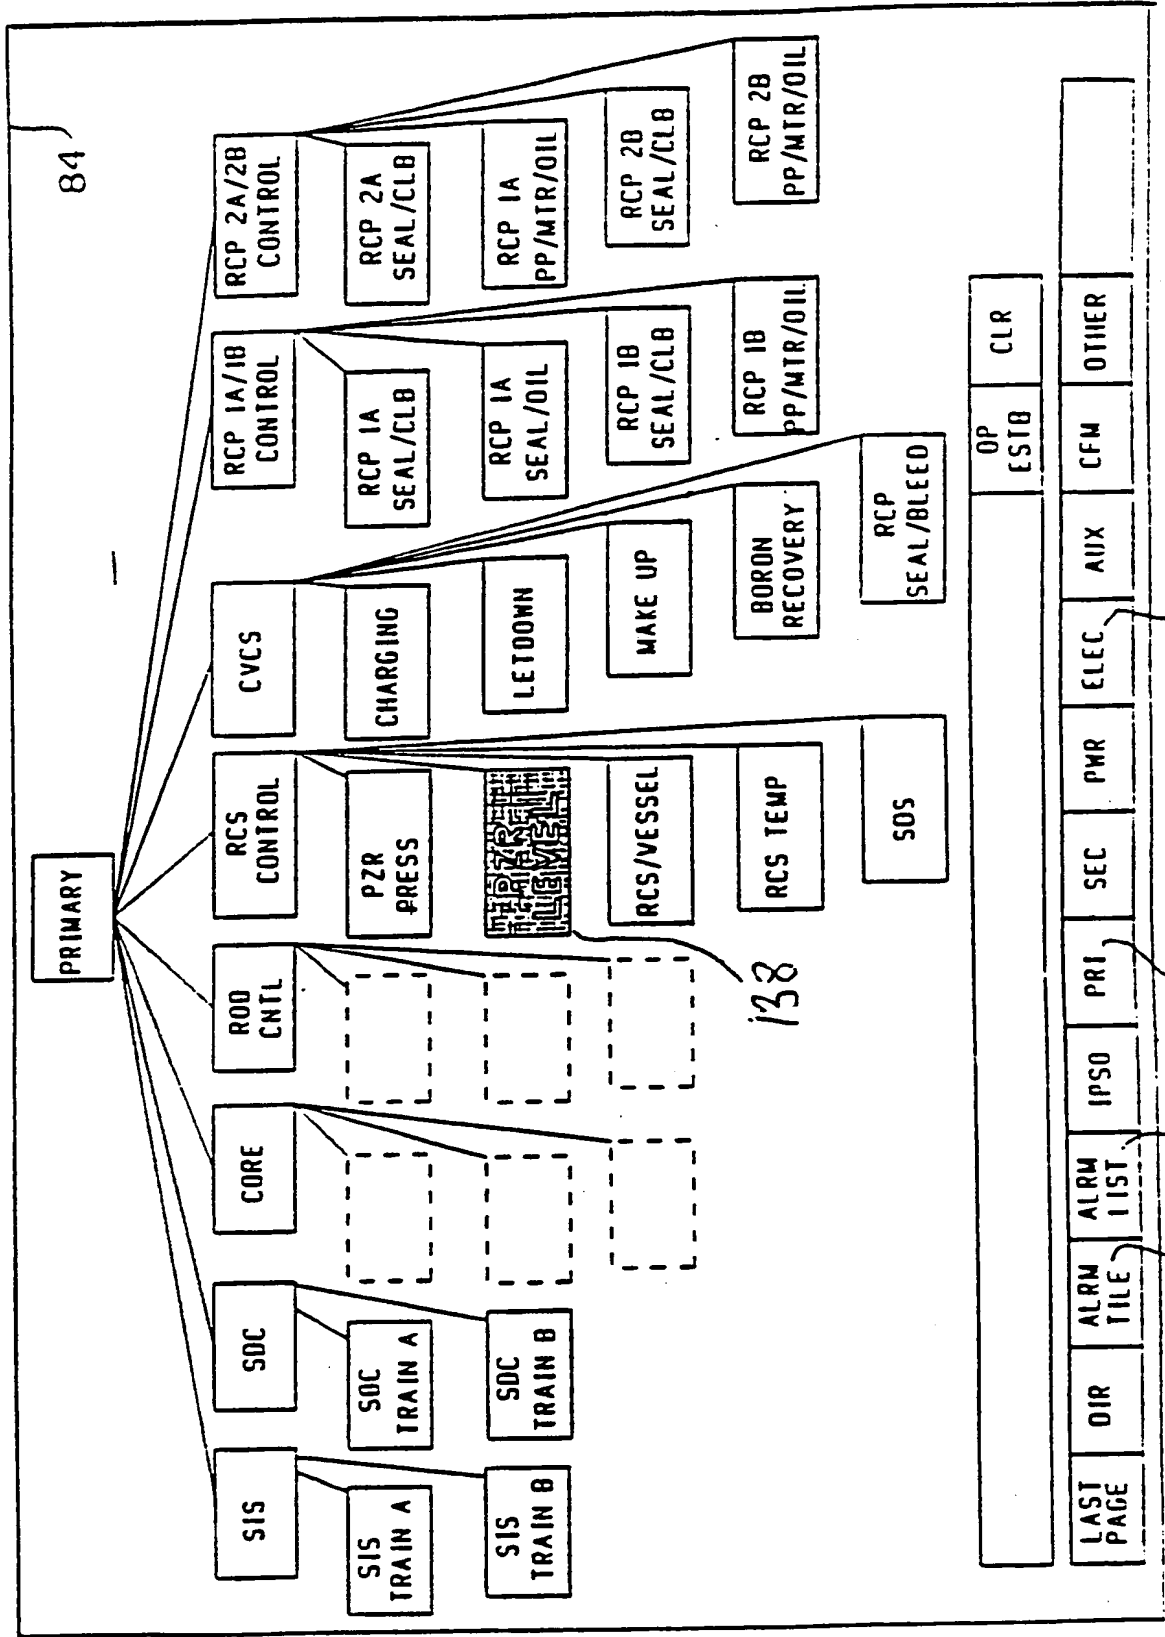 84
PRIMARY
SIS
SDC
CORE
ROD
CNTL
RCS
CONTROL
CVCS
RCP 1A/1B
CONTROL
RCP 2A/2B
CONTROL
SIS
TRAIN A
SDC
TRAIN A
PZR
PRESS
CHARGING
RCP 1A
SEAL/CLB
RCP 2A
SEAL/CLB
SIS
TRAIN B
SDC
TRAIN B
PZR
LEVEL
LETDOWN
RCP 1A
SEAL/OIL
RCP 1A
PP/MTR/OIL
RCS/VESSEL
MAKE UP
RCP 1B
SEAL/CLB
RCP 2B
SEAL/CLB
138
RCS TEMP
BORON
RECOVERY
RCP 1B
PP/MTR/OIL
RCP 2B
PP/MTR/OIL
SDS
RCP
SEAL/BLEED
OP
ESTB
CLR
LAST
PAGE
DIR
ALRM
TILE
ALRM
LIST
IPSO
PRI
SEC
PWR
ELEC
AUX
CFM
OTHER